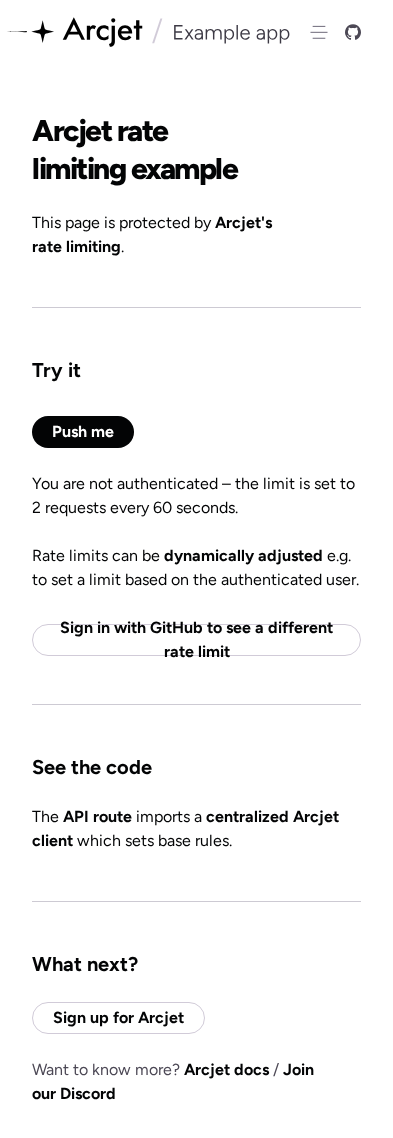 Arcjet / Example app
Arcjet rate
limiting example
This page is protected by Arcjet's
rate limiting.
Try it
Push me
You are not authenticated – the limit is set to
2 requests every 60 seconds.
Rate limits can be dynamically adjusted e.g.
to set a limit based on the authenticated user.
Sign in with GitHub to see a different
rate limit
See the code
The API route imports a centralized Arcjet
client which sets base rules.
What next?
Sign up for Arcjet
Want to know more? Arcjet docs / Join
our Discord